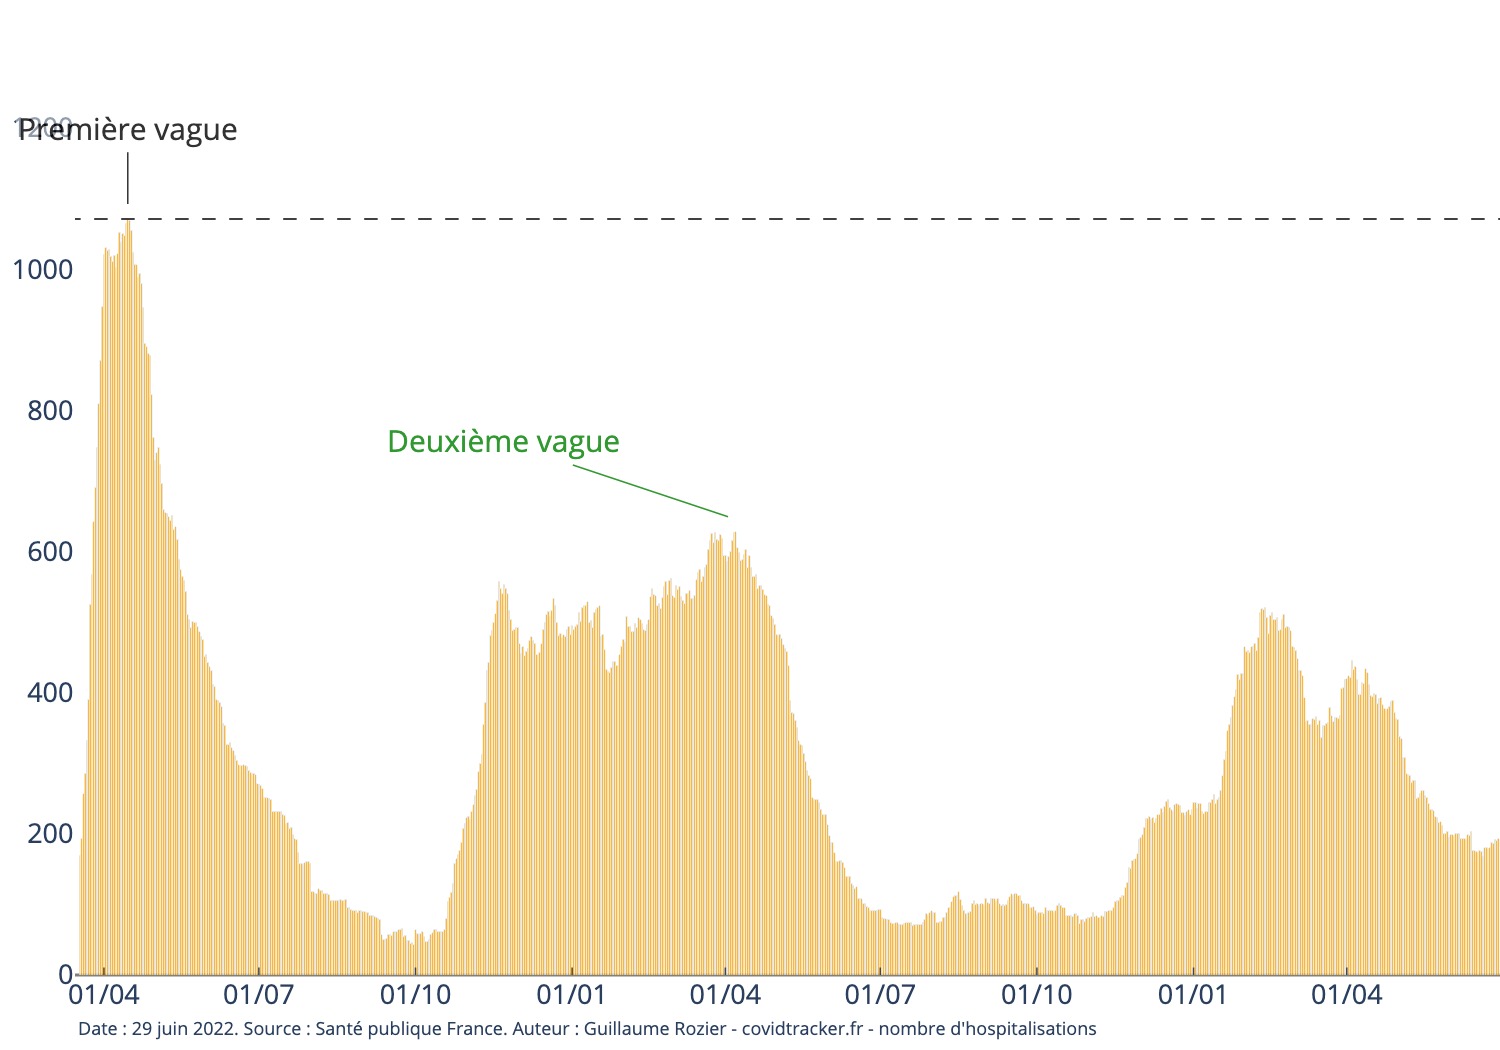 1200
Première vague
1000
800
Deuxième vague
600
400
200
0
01/04 01/07 01/10 01/01 01/04 01/07 01/10 01/01 01/04
Date : 29 juin 2022. Source : Santé publique France. Auteur : Guillaume Rozier - covidtracker.fr - nombre d'hospitalisations